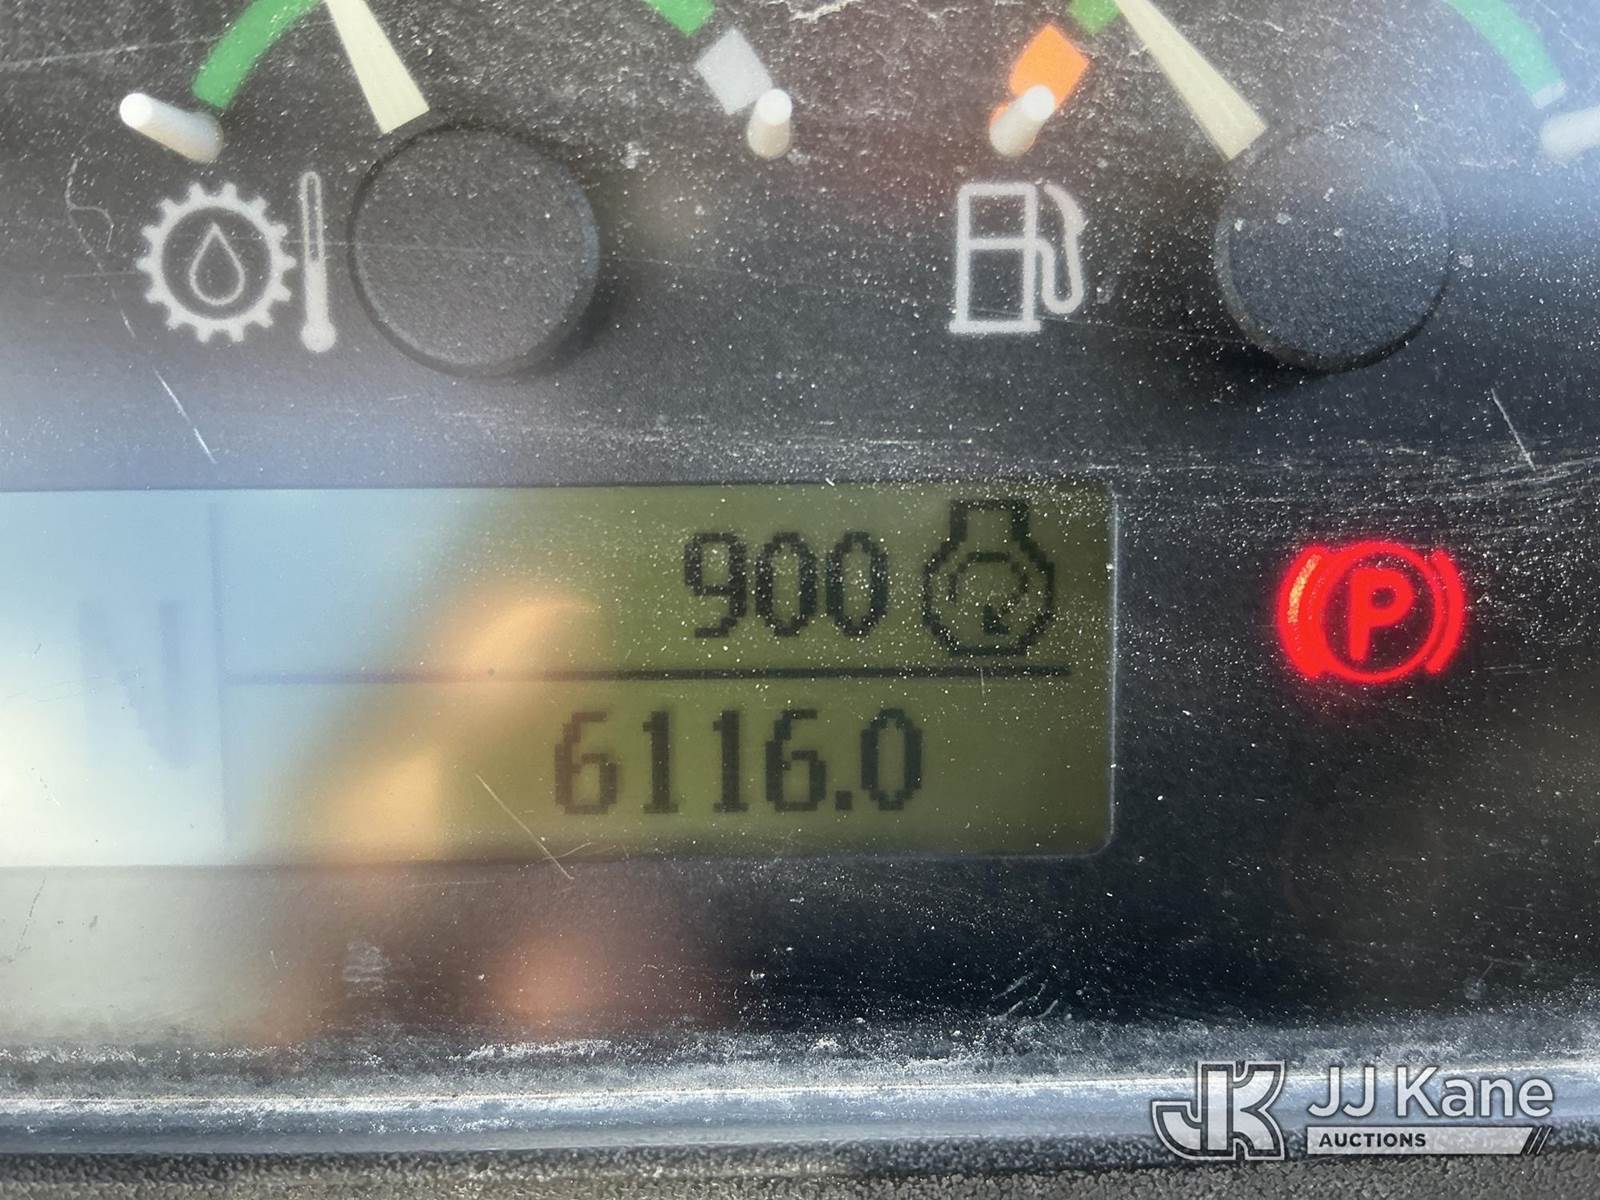 900
N
6116.0
P
JJ Kane
AUCTIONS